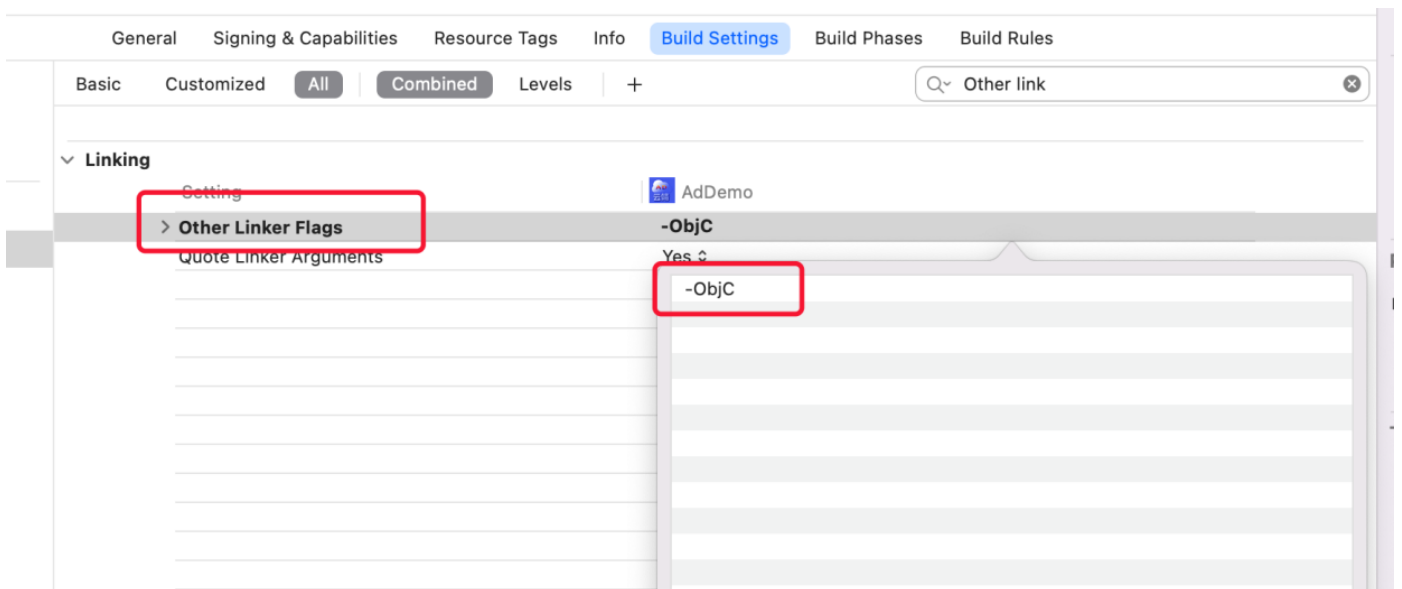 General Signing & Capabilities Resource Tags Info Build Settings Build Phases Build Rules
Basic Customized All Combined Levels + Other link
Linking
Setting AdDemo
Other Linker Flags -ObjC
Quote Linker Arguments Yes
-ObjC